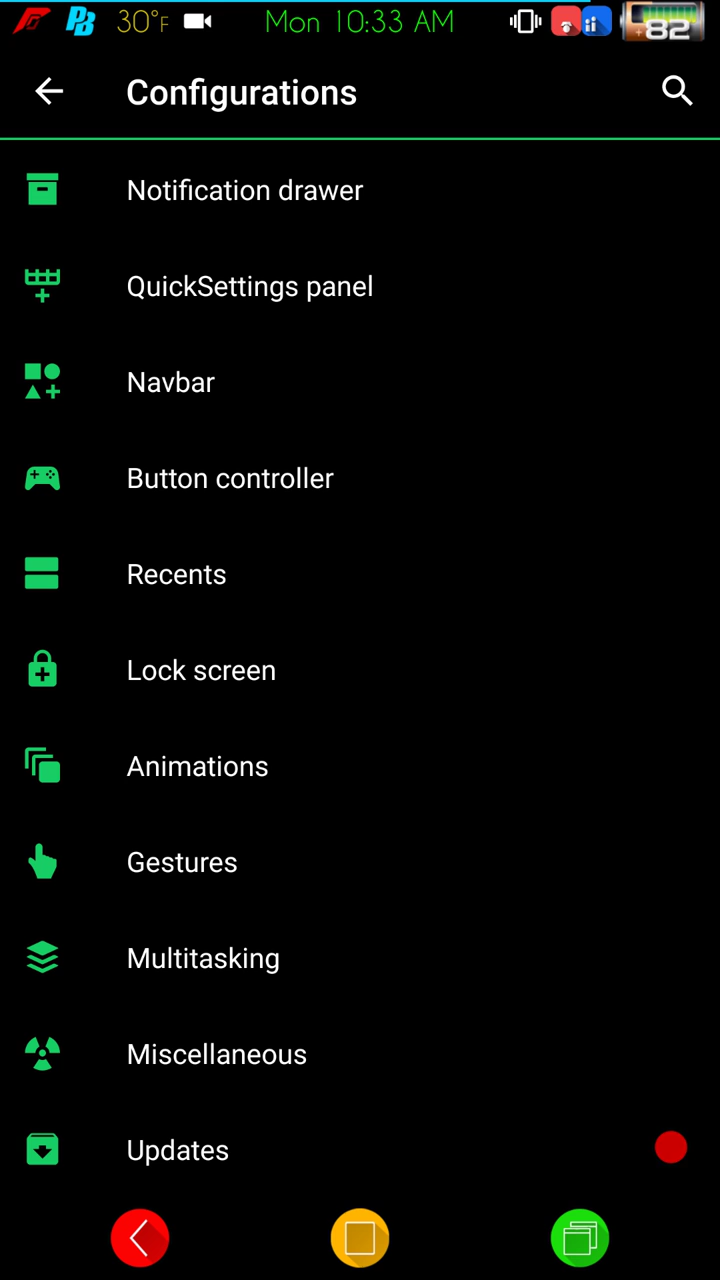 PB 30°F Mon 10:33 AM 82
Configurations
Notification drawer
QuickSettings panel
Navbar
Button controller
Recents
Lock screen
Animations
Gestures
Multitasking
Miscellaneous
Updates